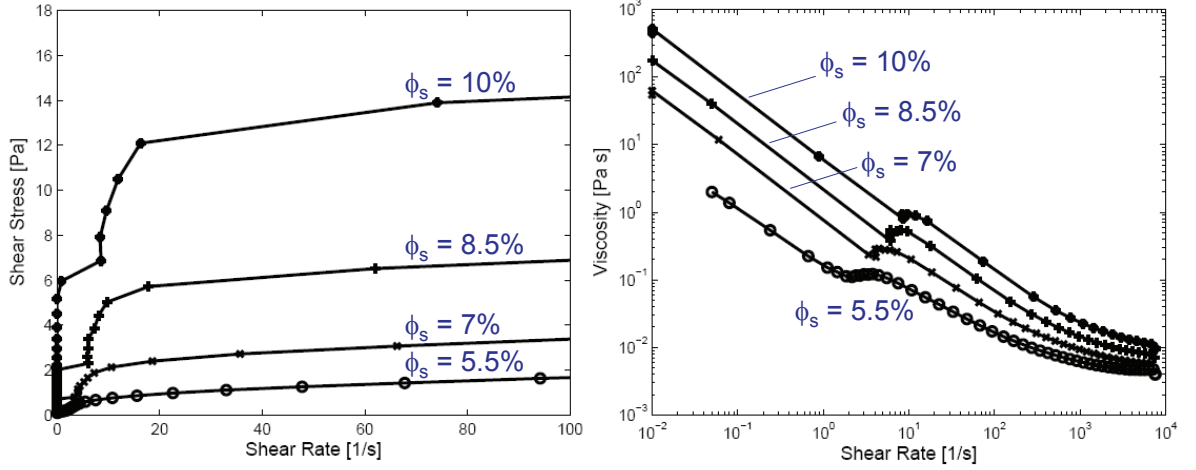 18
16
14
12
10
8
6
4
2
0
Shear Stress [Pa]
ϕs = 10%
ϕs = 8.5%
ϕs = 7%
ϕs = 5.5%
0 20 40 60 80 100
Shear Rate [1/s]
10^3
10^2
10^1
10^0
10^-1
10^-2
10^-3
Viscosity [Pa s]
ϕs = 10%
ϕs = 8.5%
ϕs = 7%
ϕs = 5.5%
10^-2 10^-1 10^0 10^1 10^2 10^3 10^4
Shear Rate [1/s]